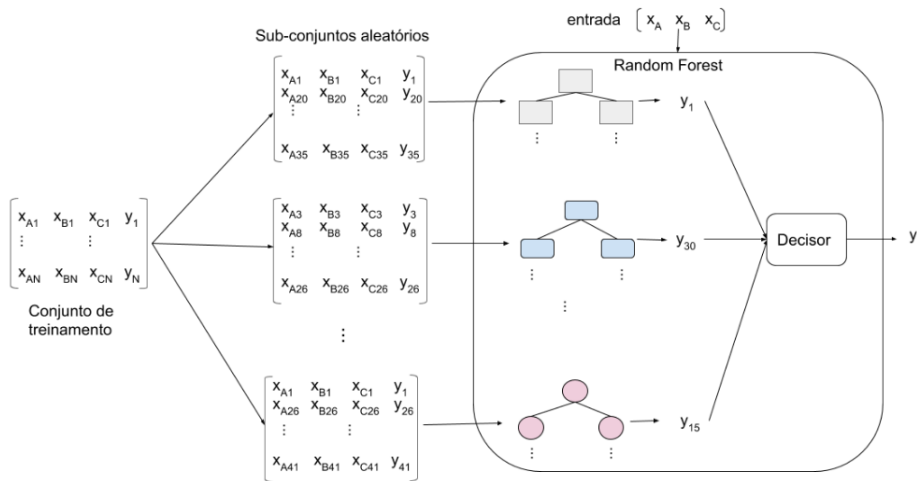 entrada [ x_A x_B x_C ]
Sub-conjuntos aleatórios
Random Forest
x_A1 x_B1 x_C1 y_1
x_A20 x_B20 x_C20 y_20
⋮ ⋮
x_A35 x_B35 x_C35 y_35
⋮ ⋮
y_1
x_A1 x_B1 x_C1 y_1
⋮ ⋮
x_AN x_BN x_CN y_N
Conjunto de
treinamento
x_A3 x_B3 x_C3 y_3
x_A8 x_B8 x_C8 y_8
⋮ ⋮
x_A26 x_B26 x_C26 y_26
⋮ ⋮
y_30
Decisor
y
⋮
⋮
x_A1 x_B1 x_C1 y_1
x_A26 x_B26 x_C26 y_26
⋮ ⋮
x_A41 x_B41 x_C41 y_41
⋮ ⋮
y_15